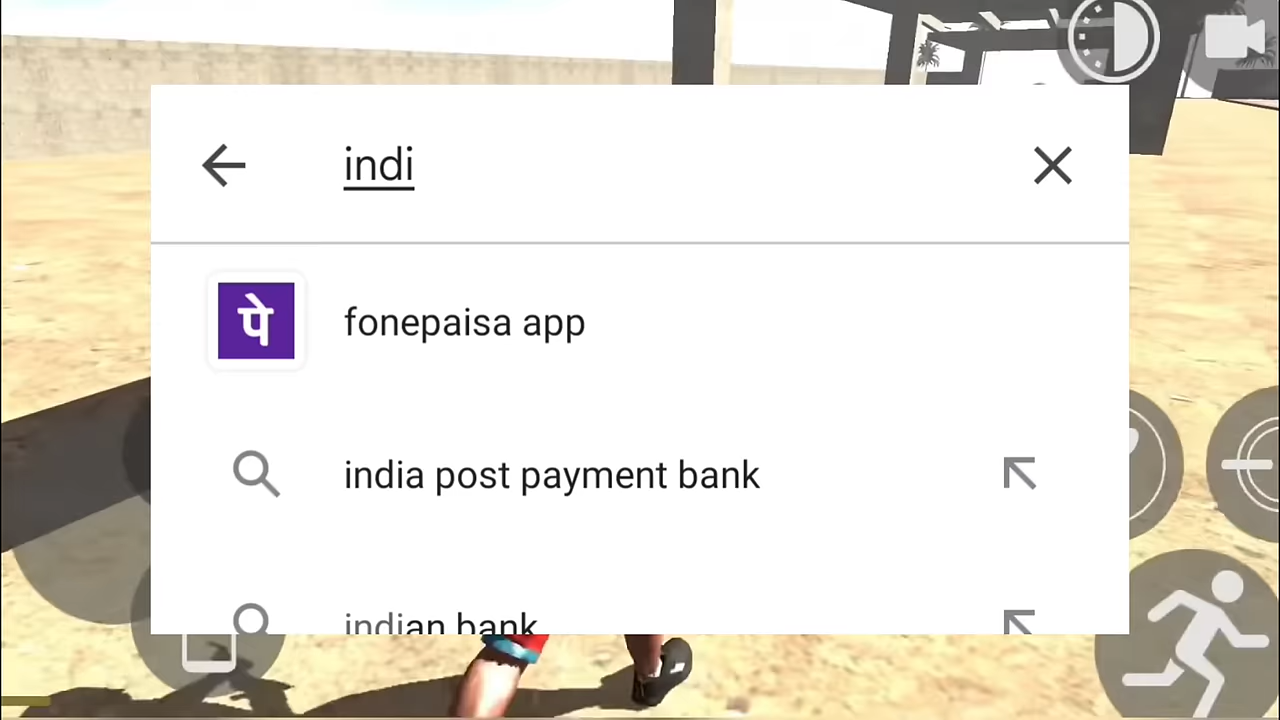 indi
पे
fonepaisa app
india post payment bank
indian bank